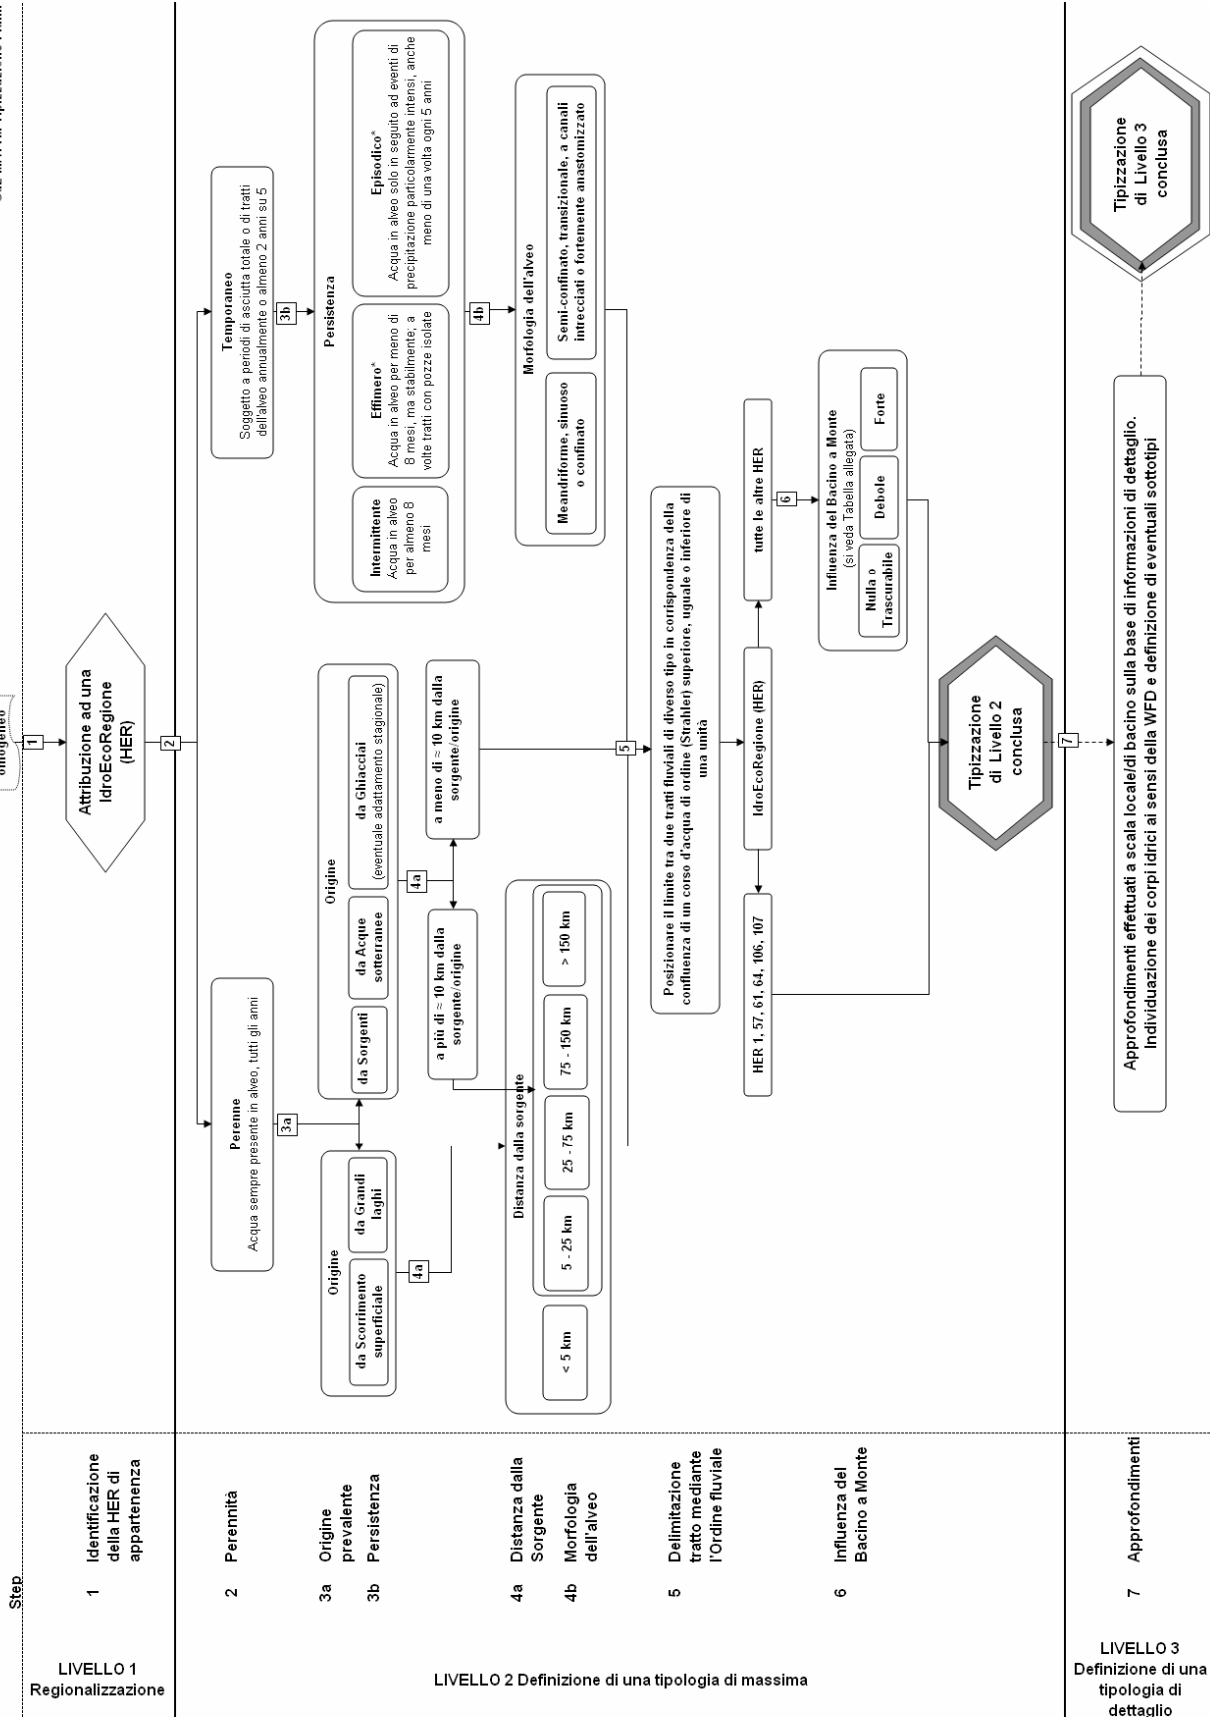 Step
omogeneo
1
Attribuzione ad una
IdroEcoRegione
(HER)
1
Identificazione
della HER di
appartenenza
LIVELLO 1
Regionalizzazione
2
Perenne
Acqua sempre presente in alveo, tutti gli anni
Temporaneo
Soggetto a periodi di asciutta totale o di tratti
dell'alveo annualmente o almeno 2 anni su 5
2
Perennità
3a
3b
Origine
da Scorrimento
superficiale
da Grandi
laghi
Origine
da Sorgenti
da Acque
sotterranee
da Ghiacciai
(eventuale adattamento stagionale)
Persistenza
Intermittente
Acqua in alveo
per almeno 8
mesi
Effimero*
Acqua in alveo per meno di
8 mesi, ma stabilmente; a
volte tratti con pozze isolate
Episodico*
Acqua in alveo solo in seguito ad eventi di
precipitazione particolarmente intensi, anche
meno di una volta ogni 5 anni
3a
Origine
prevalente
3b
Persistenza
4a
4a
4b
a più di ≈ 10 km dalla
sorgente/origine
a meno di ≈ 10 km dalla
sorgente/origine
Distanza dalla sorgente
< 5 km
5 - 25 km
25 - 75 km
75 - 150 km
> 150 km
Morfologia dell'alveo
Meandriforme, sinuoso
o confinato
Semi-confinato, transizionale, a canali
intrecciati o fortemente anastomizzato
4a
Distanza dalla
Sorgente
4b
Morfologia
dell'alveo
LIVELLO 2 Definizione di una tipologia di massima
5
Posizionare il limite tra due tratti fluviali di diverso tipo in corrispondenza della
confluenza di un corso d'acqua di ordine (Strahler) superiore, uguale o inferiore di
una unità
5
Delimitazione
tratto mediante
l'Ordine fluviale
HER 1, 57, 61, 64, 106, 107
IdroEcoRegione (HER)
tutte le altre HER
6
Influenza del Bacino a Monte
(si veda Tabella allegata)
Nulla o
Trascurabile
Debole
Forte
6
Influenza del
Bacino a Monte
Tipizzazione
di Livello 2
conclusa
7
Approfondimenti effettuati a scala locale/di bacino sulla base di informazioni di dettaglio.
Individuazione dei corpi idrici ai sensi della WFD e definizione di eventuali sottotipi
Tipizzazione
di Livello 3
conclusa
7
Approfondimenti
LIVELLO 3
Definizione di una
tipologia di
dettaglio